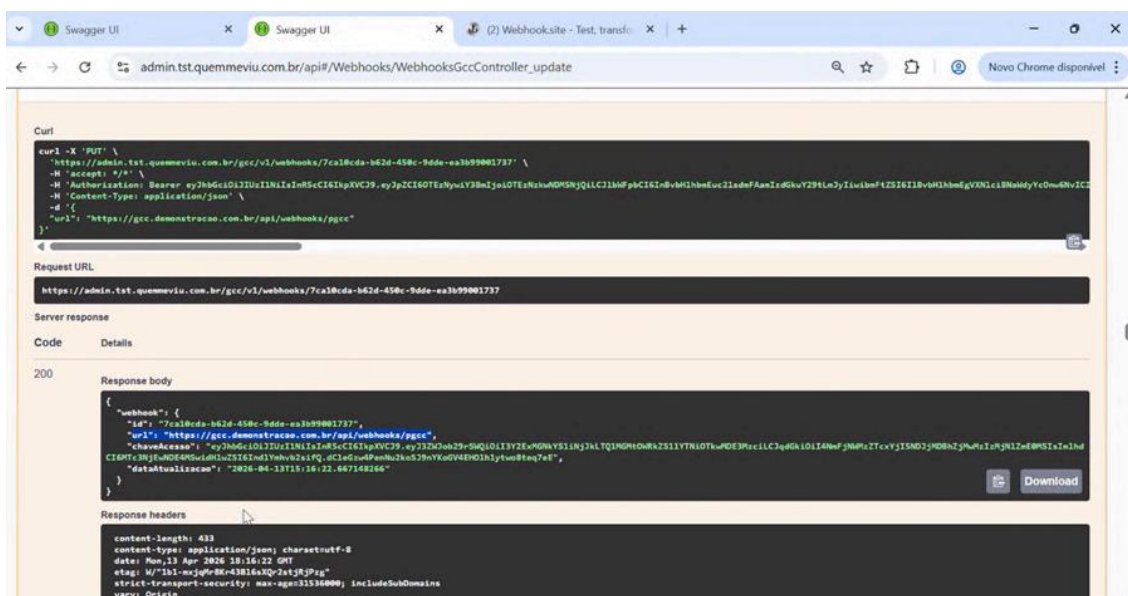 Swagger UI
Swagger UI
(2) Webhook.site - Test, transfo
admin.tst.quemmeviu.com.br/api#/Webhooks/WebhooksGccController_update
Novo Chrome disponível
Curl
curl -X 'PUT' \
'https://admin.tst.quemmeviu.com.br/gcc/v1/webhooks/7ca10cda-b62d-450c-9dde-ea3b99001737' \
-H 'accept: */*' \
-H 'Authorization: Bearer
-H 'Content-Type: application/json' \
-d '{
"url": "https://gcc.demonstracao.com.br/api/webhooks/pgcc"
}'
Request URL
https://admin.tst.quemmeviu.com.br/gcc/v1/webhooks/7ca10cda-b62d-450c-9dde-ea3b99001737
Server response
Code Details
200
Response body
{
"webhook": {
"id": "7ca10cda-b62d-450c-9dde-ea3b99001737",
"url": "https://gcc.demonstracao.com.br/api/webhooks/pgcc",
"chaveAcesso":
"dataAtualizacao": "2026-04-13T15:16:22.667148266"
}
}
Download
Response headers
content-length: 433
content-type: application/json; charset=utf-8
date: Mon,13 Apr 2026 18:16:22 GMT
etag:
strict-transport-security: max-age=31536000; includeSubDomains
vary: Origin